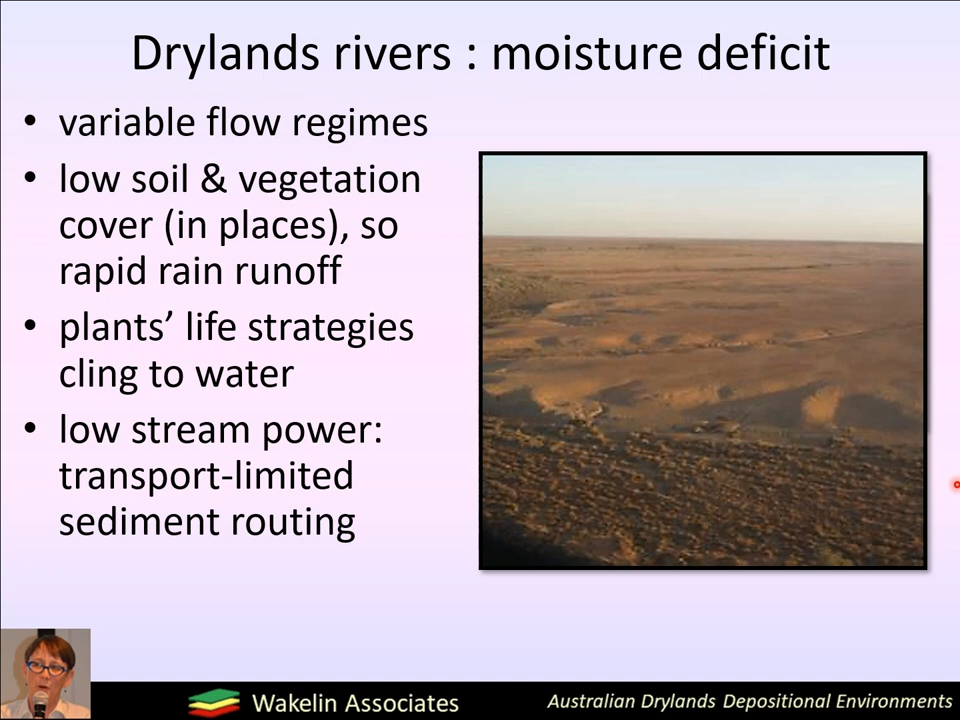 Drylands rivers : moisture deficit
• variable flow regimes
• low soil & vegetation
cover (in places), so
rapid rain runoff
• plants’ life strategies
cling to water
• low stream power:
transport-limited
sediment routing
Wakelin Associates
Australian Drylands Depositional Environments